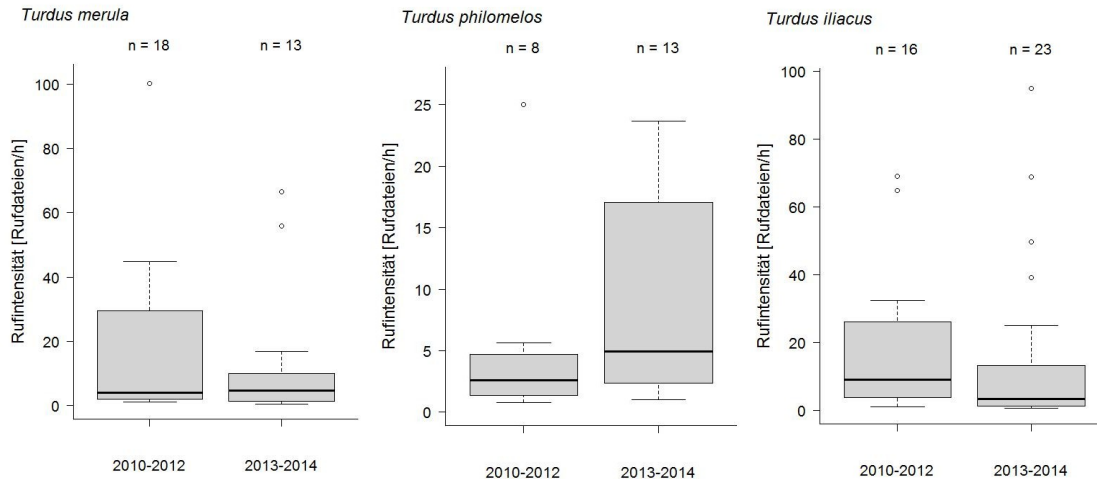 Turdus merula
n = 18 n = 13
Rufintensität [Rufdateien/h]
100
80
60
40
20
0
2010-2012 2013-2014
Turdus philomelos
n = 8 n = 13
Rufintensität [Rufdateien/h]
25
20
15
10
5
0
2010-2012 2013-2014
Turdus iliacus
n = 16 n = 23
Rufintensität [Rufdateien/h]
100
80
60
40
20
0
2010-2012 2013-2014